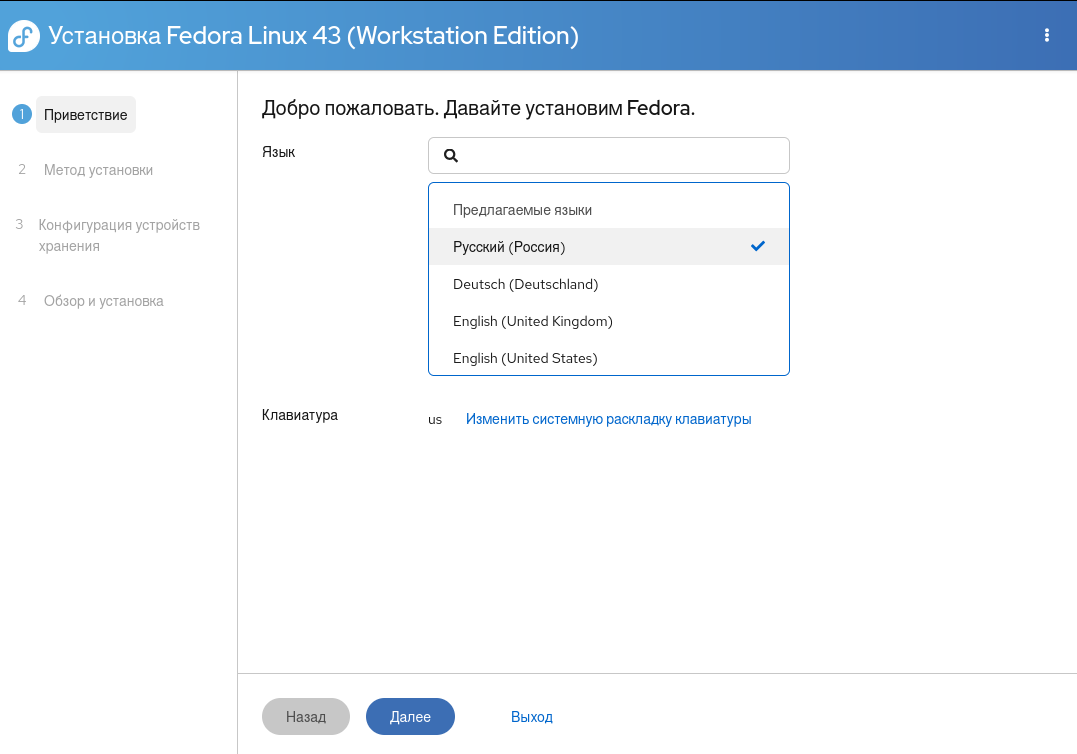 Установка Fedora Linux 43 (Workstation Edition)
1 Приветствие
2 Метод установки
3 Конфигурация устройств
хранения
4 Обзор и установка
Добро пожаловать. Давайте установим Fedora.
Язык
Предлагаемые языки
Русский (Россия)
Deutsch (Deutschland)
English (United Kingdom)
English (United States)
Клавиатура
us Изменить системную раскладку клавиатуры
Назад Далее Выход